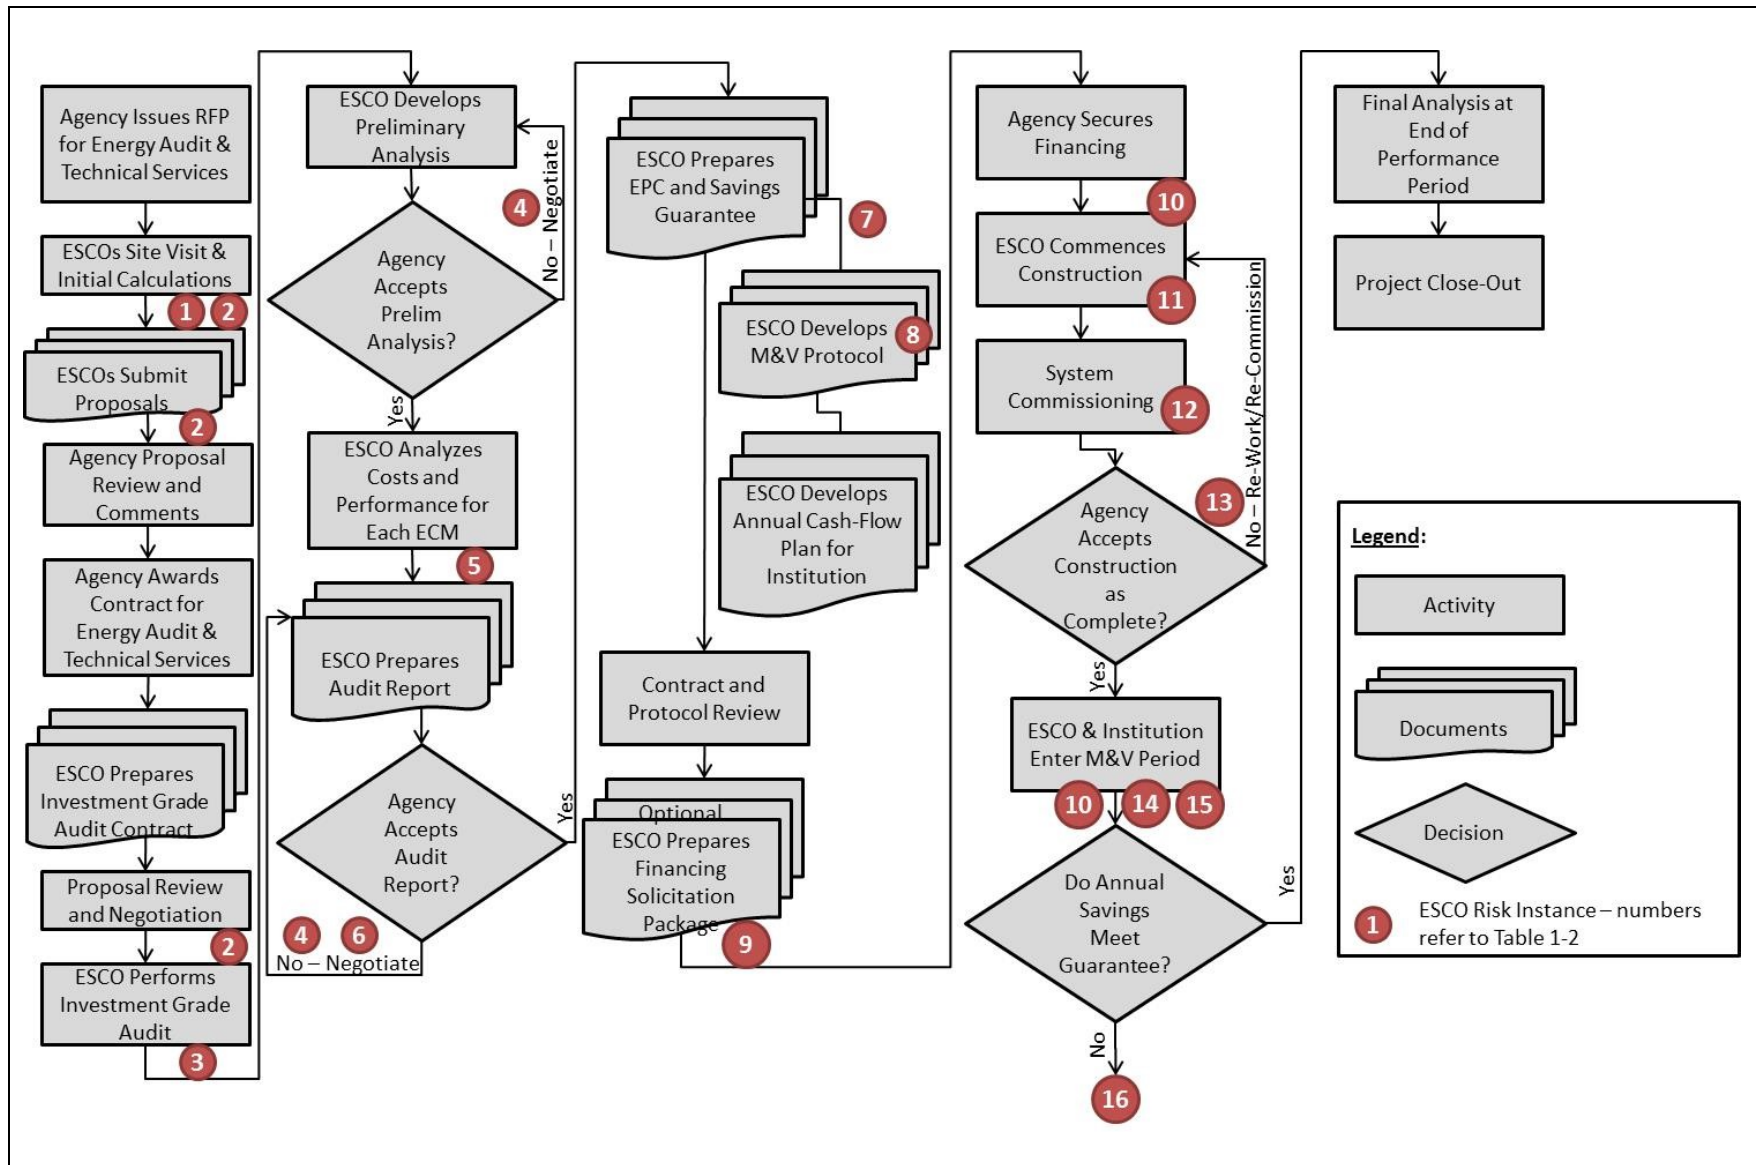 Agency Issues RFP
for Energy Audit &
Technical Services
ESCOs Site Visit &
Initial Calculations
1
2
ESCOs Submit
Proposals
2
Agency Proposal
Review and
Comments
Agency Awards
Contract for
Energy Audit &
Technical Services
ESCO Prepares
Investment Grade
Audit Contract
Proposal Review
and Negotiation
2
ESCO Performs
Investment Grade
Audit
3
ESCO Develops
Preliminary
Analysis
4
No – Negotiate
Agency
Accepts
Prelim
Analysis?
Yes
ESCO Analyzes
Costs and
Performance for
Each ECM
5
ESCO Prepares
Audit Report
Agency
Accepts
Audit
Report?
Yes
4
6
No – Negotiate
ESCO Prepares
EPC and Savings
Guarantee
7
ESCO Develops
M&V Protocol
8
ESCO Develops
Annual Cash-Flow
Plan for
Institution
Contract and
Protocol Review
Optional
ESCO Prepares
Financing
Solicitation
Package
9
Agency Secures
Financing
10
ESCO Commences
Construction
11
System
Commissioning
12
13
No – Re-Work/Re-Commission
Agency
Accepts
Construction
as
Complete?
Yes
ESCO & Institution
Enter M&V Period
10
14
15
Do Annual
Savings
Meet
Guarantee?
Yes
No
16
Final Analysis at
End of
Performance
Period
Project Close-Out
Legend:
Activity
Documents
Decision
1
ESCO Risk Instance – numbers
refer to Table 1-2